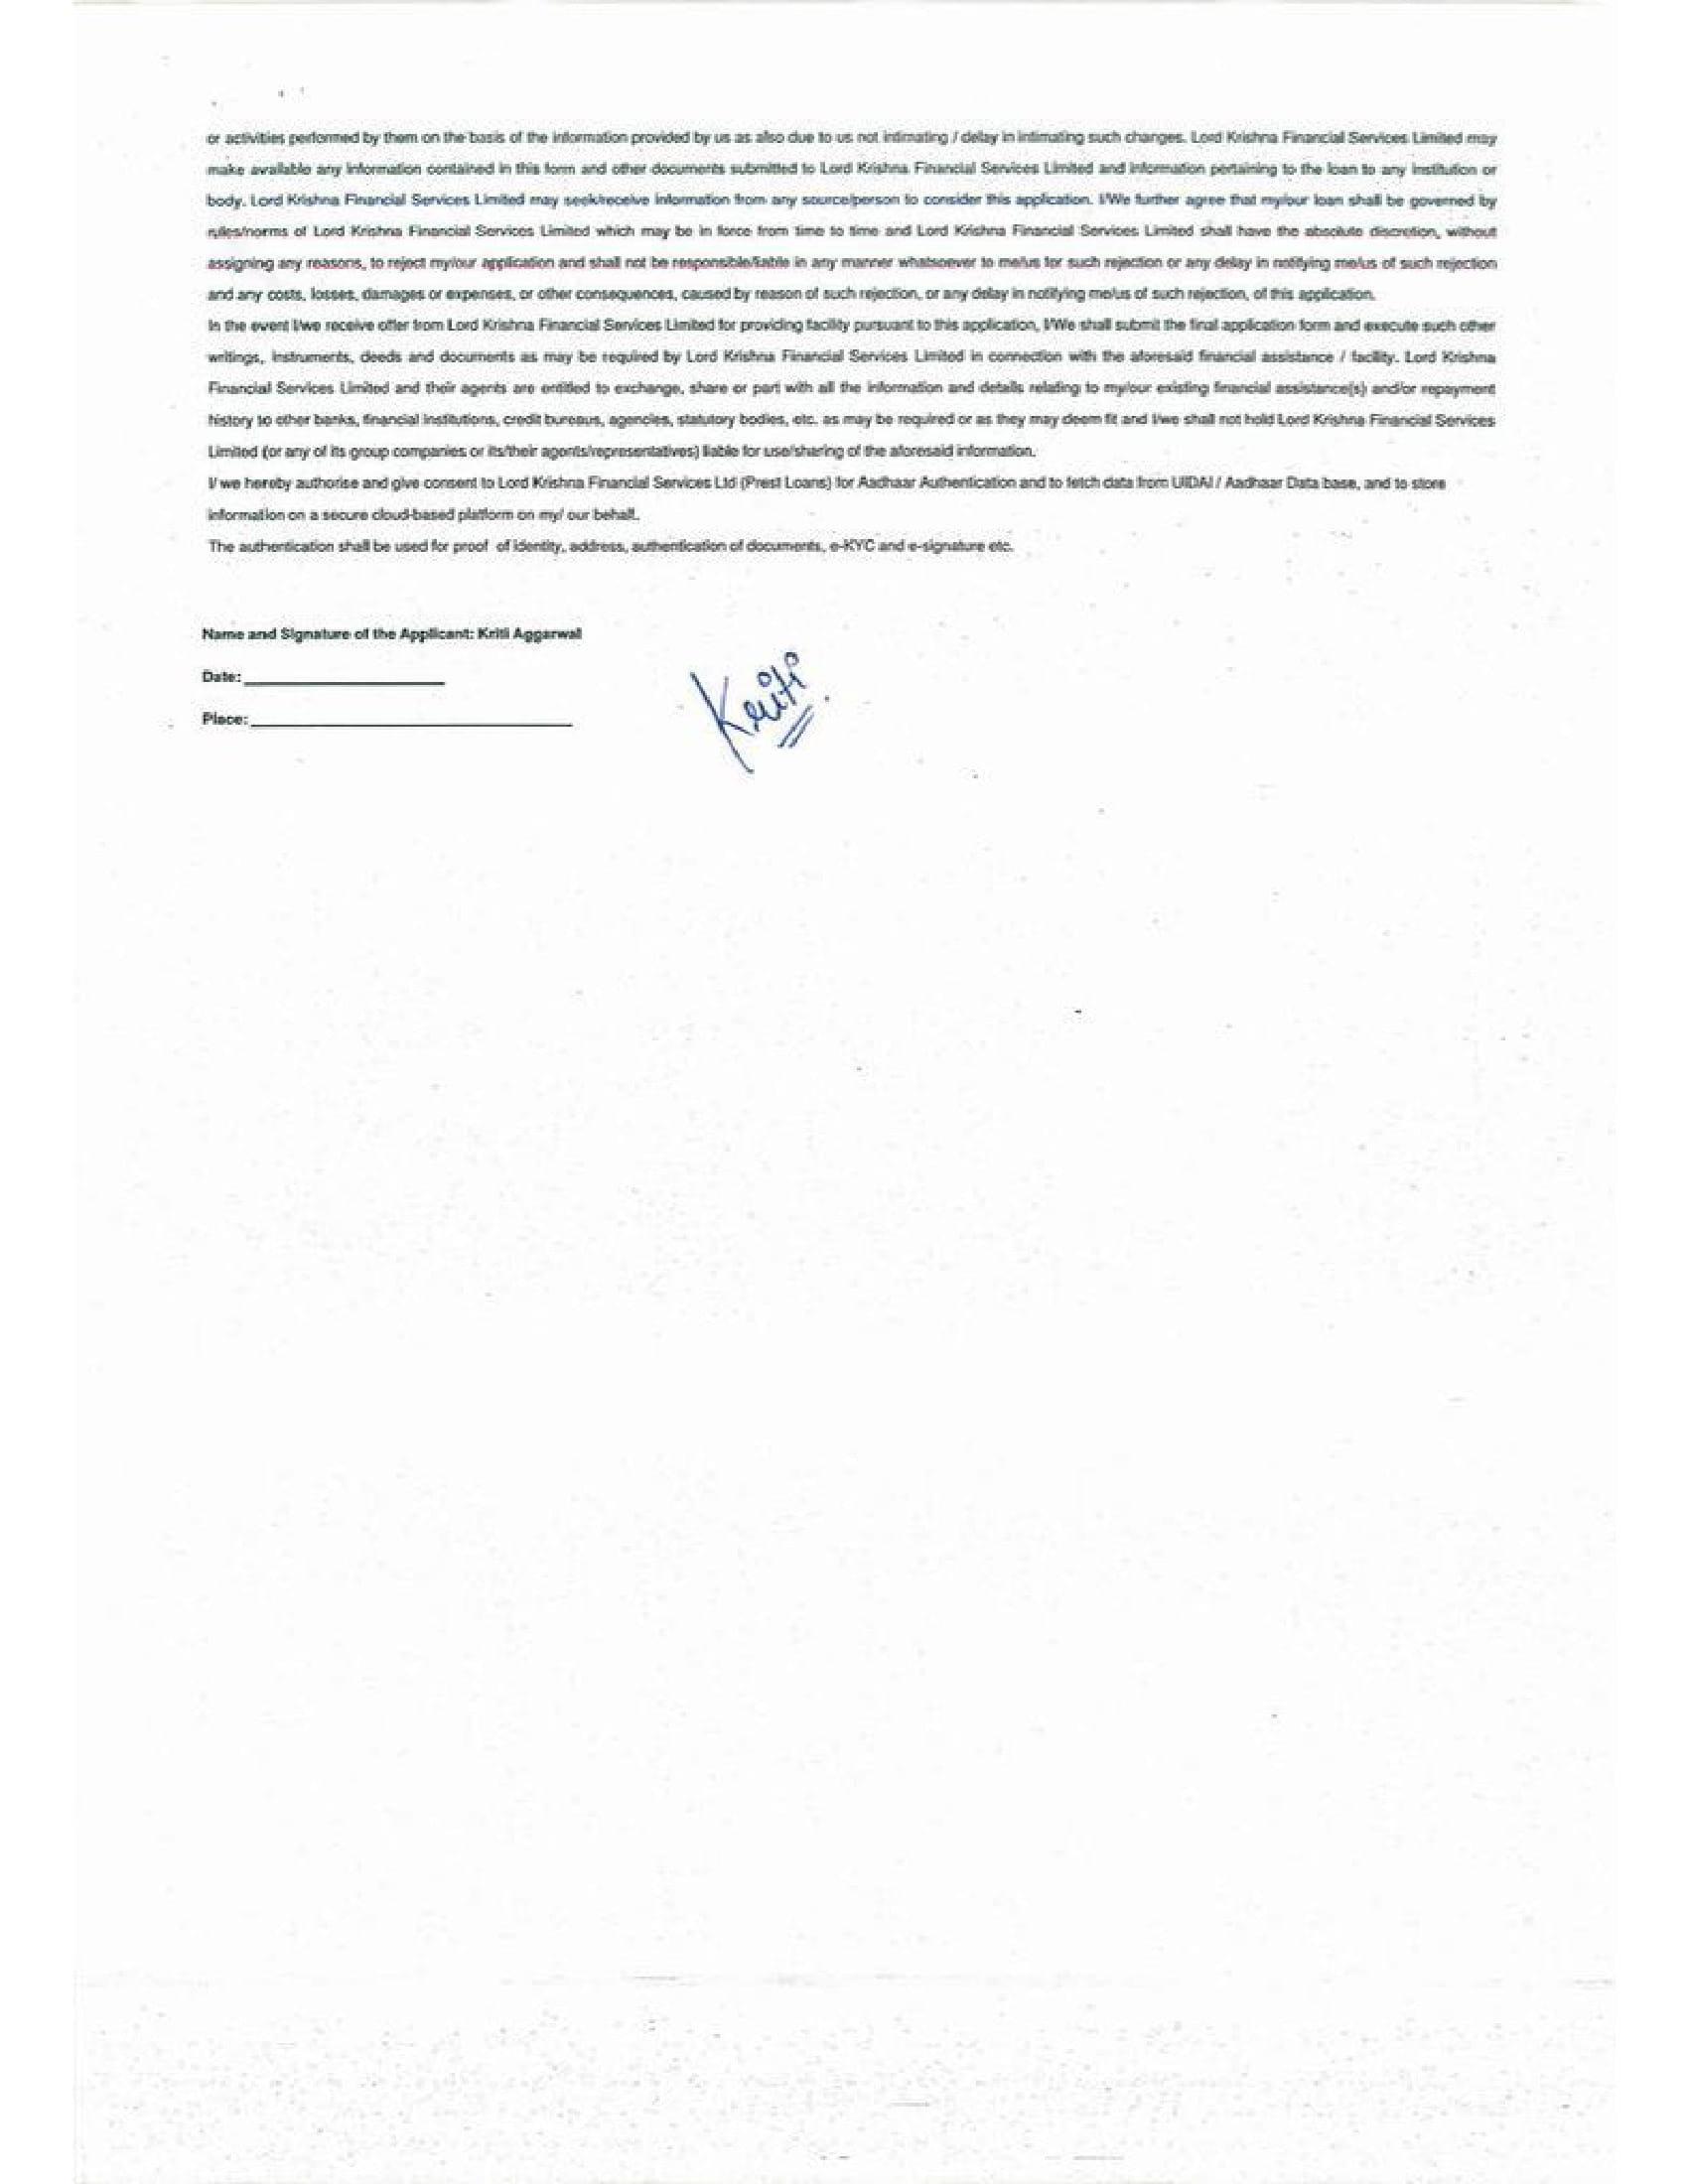 or activities performed by them on the basis of the information provided by us as also due to us not intimating / delay in intimating such changes. Lord Krishna Financial Services Limited may
make available any information contained in this form and other documents submitted to Lord Krishna Financial Services Limited and information pertaining to the loan to any institution or
body. Lord Krishna Financial Services Limited may seek/receive information from any source/person to consider this application. I/We further agree that my/our loan shall be governed by
rules/norms of Lord Krishna Financial Services Limited which may be in force from time to time and Lord Krishna Financial Services Limited shall have the absolute discretion, without
assigning any reasons, to reject my/our application and shall not be responsible/liable in any manner whatsoever to me/us for such rejection or any delay in notifying me/us of such rejection
and any costs, losses, damages or expenses, or other consequences, caused by reason of such rejection, or any delay in notifying me/us of such rejection, of this application.
In the event I/we receive offer from Lord Krishna Financial Services Limited for providing facility pursuant to this application, I/We shall submit the final application form and execute such other
writings, instruments, deeds and documents as may be required by Lord Krishna Financial Services Limited in connection with the aforesaid financial assistance / facility. Lord Krishna
Financial Services Limited and their agents are entitled to exchange, share or part with all the information and details relating to my/our existing financial assistance(s) and/or repayment
history to other banks, financial institutions, credit bureaus, agencies, statutory bodies, etc. as may be required or as they may deem fit and I/we shall not hold Lord Krishna Financial Services
Limited (or any of its group companies or its/their agents/representatives) liable for use/sharing of the aforesaid information.
I/ we hereby authorise and give consent to Lord Krishna Financial Services Ltd (Prest Loans) for Aadhaar Authentication and to fetch data from UIDAI / Aadhaar Data base, and to store
information on a secure cloud-based platform on my/ our behalf.
The authentication shall be used for proof of identity, address, authentication of documents, e-KYC and e-signature etc.
Name and Signature of the Applicant: Kriti Aggarwal
Date:
Place:
Kriti